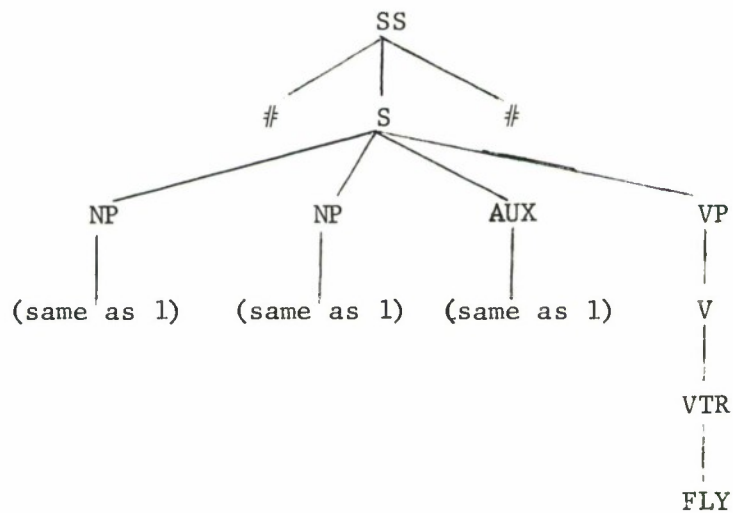 SS
# S #
NP NP AUX VP
(same as 1) (same as 1) (same as 1) V
VTR
FLY